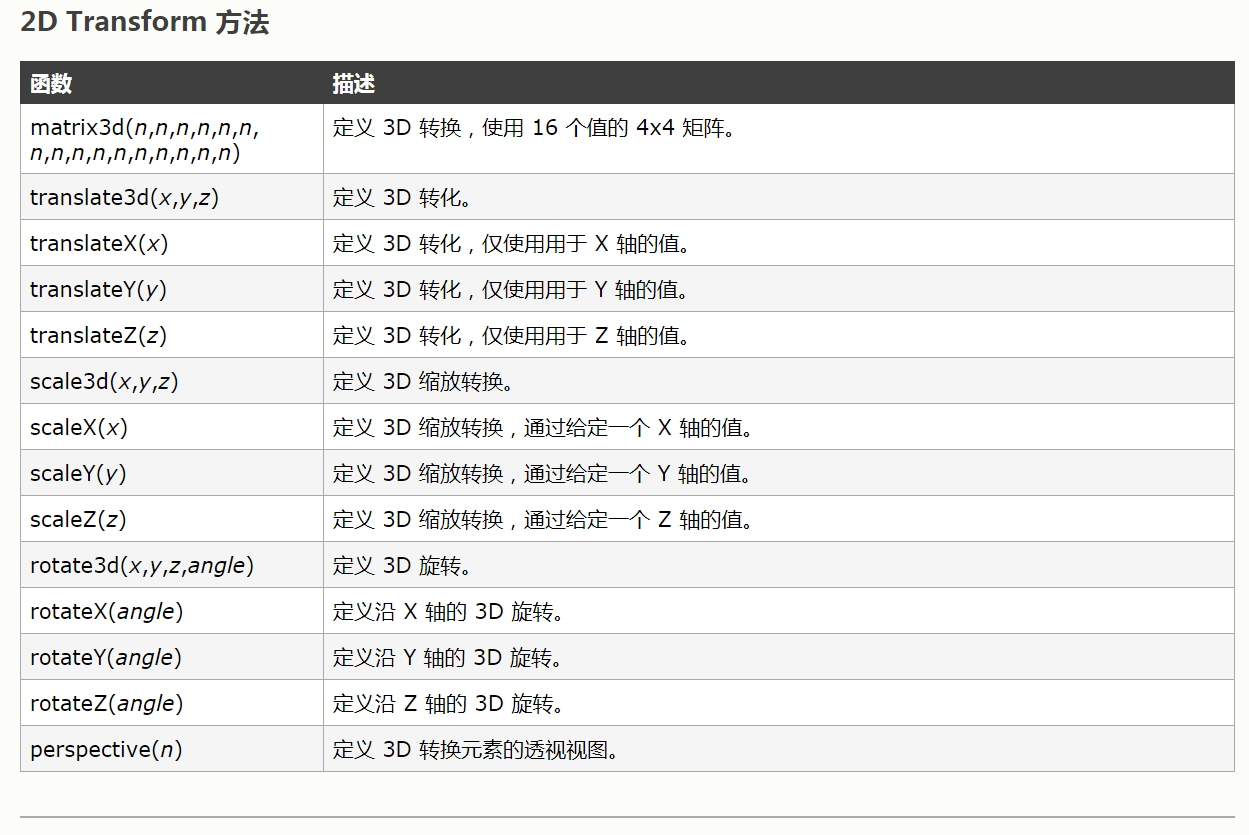 2D Transform 方法
函数 描述
matrix3d(n,n,n,n,n,n, 定义 3D 转换，使用 16 个值的 4x4 矩阵。
n,n,n,n,n,n,n,n,n,n)
translate3d(x,y,z) 定义 3D 转化。
translateX(x) 定义 3D 转化，仅使用用于 X 轴的值。
translateY(y) 定义 3D 转化，仅使用用于 Y 轴的值。
translateZ(z) 定义 3D 转化，仅使用用于 Z 轴的值。
scale3d(x,y,z) 定义 3D 缩放转换。
scaleX(x) 定义 3D 缩放转换，通过给定一个 X 轴的值。
scaleY(y) 定义 3D 缩放转换，通过给定一个 Y 轴的值。
scaleZ(z) 定义 3D 缩放转换，通过给定一个 Z 轴的值。
rotate3d(x,y,z,angle) 定义 3D 旋转。
rotateX(angle) 定义沿 X 轴的 3D 旋转。
rotateY(angle) 定义沿 Y 轴的 3D 旋转。
rotateZ(angle) 定义沿 Z 轴的 3D 旋转。
perspective(n) 定义 3D 转换元素的透视视图。